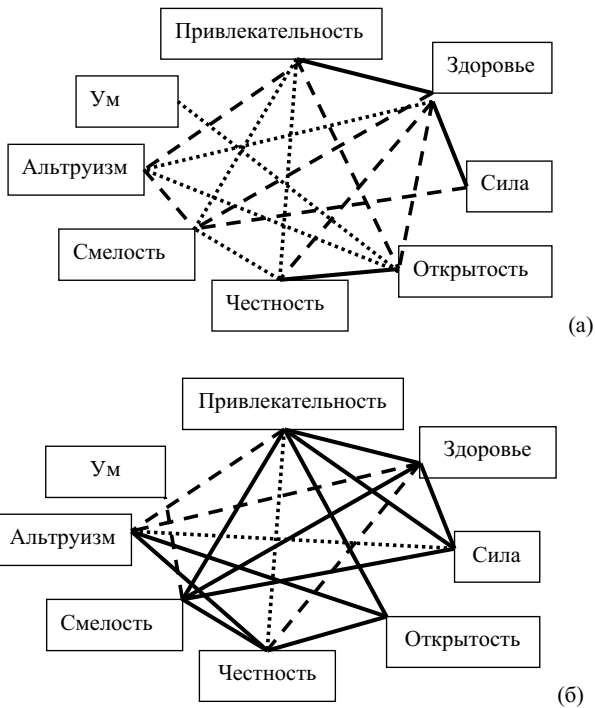 Привлекательность
Здоровье
Ум
Альтруизм
Сила
Смелость
Открытость
Честность
(а)
Привлекательность
Здоровье
Ум
Альтруизм
Сила
Смелость
Открытость
Честность
(б)